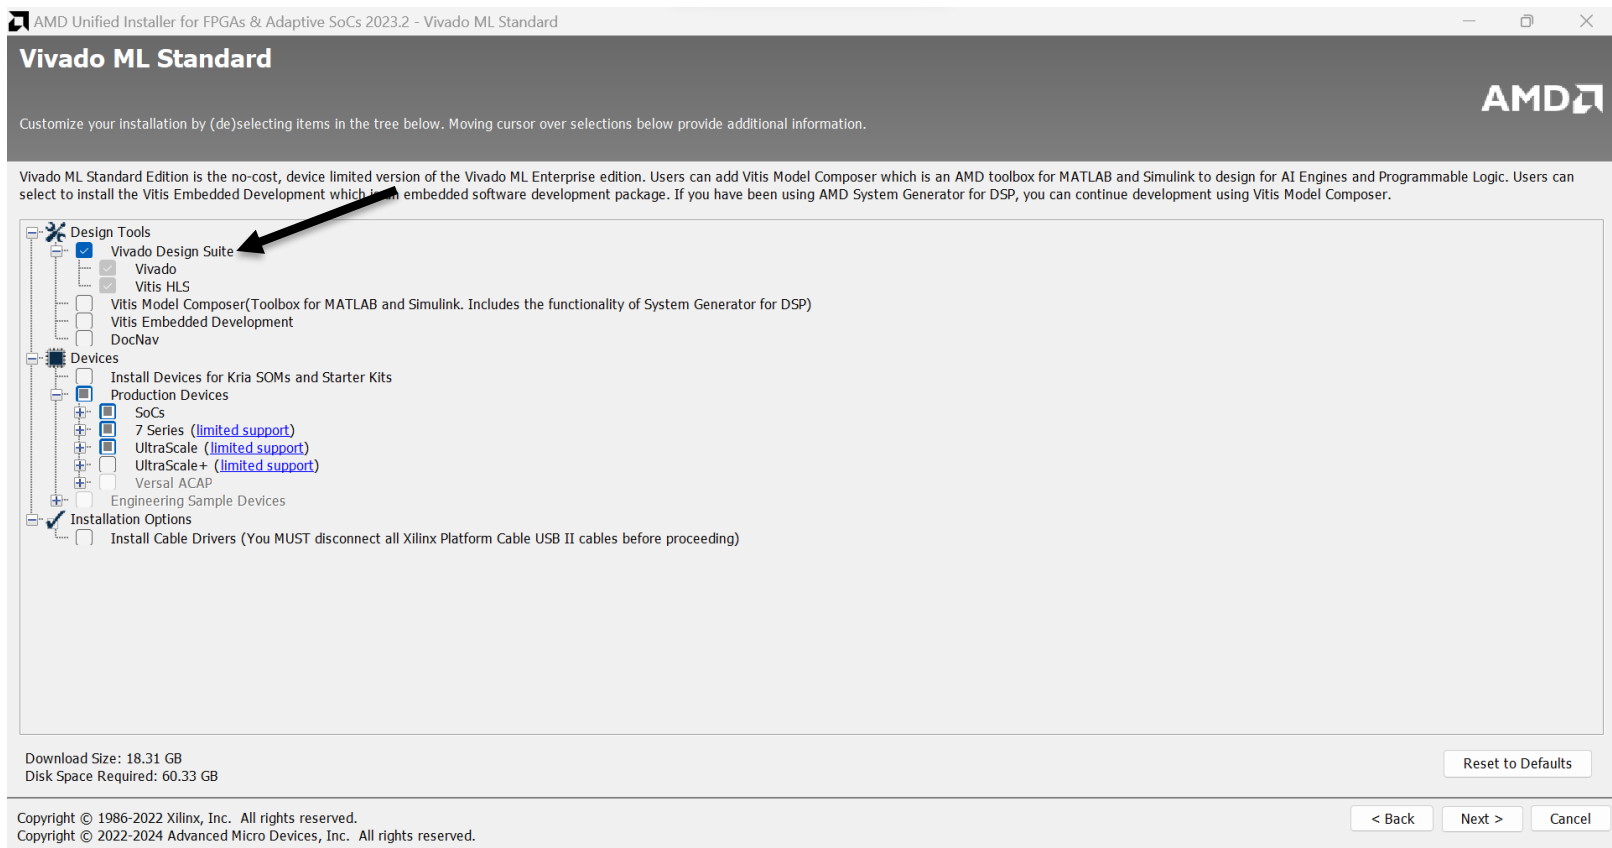 AMD Unified Installer for FPGAs & Adaptive SoCs 2023.2 - Vivado ML Standard
Vivado ML Standard
AMD
Customize your installation by (de)selecting items in the tree below. Moving cursor over selections below provide additional information.
Vivado ML Standard Edition is the no-cost, device limited version of the Vivado ML Enterprise edition. Users can add Vitis Model Composer which is an AMD toolbox for MATLAB and Simulink to design for AI Engines and Programmable Logic. Users can
select to install the Vitis Embedded Development which embedded software development package. If you have been using AMD System Generator for DSP, you can continue development using Vitis Model Composer.
Design Tools
Vivado Design Suite
Vivado
Vitis HLS
Vitis Model Composer(Toolbox for MATLAB and Simulink. Includes the functionality of System Generator for DSP)
Vitis Embedded Development
DocNav
Devices
Install Devices for Kria SOMs and Starter Kits
Production Devices
SoCs
7 Series (limited support)
UltraScale (limited support)
UltraScale+ (limited support)
Versal ACAP
Engineering Sample Devices
Installation Options
Install Cable Drivers (You MUST disconnect all Xilinx Platform Cable USB II cables before proceeding)
Download Size: 18.31 GB
Disk Space Required: 60.33 GB
Reset to Defaults
Copyright © 1986-2022 Xilinx, Inc. All rights reserved.
Copyright © 2022-2024 Advanced Micro Devices, Inc. All rights reserved.
< Back
Next >
Cancel